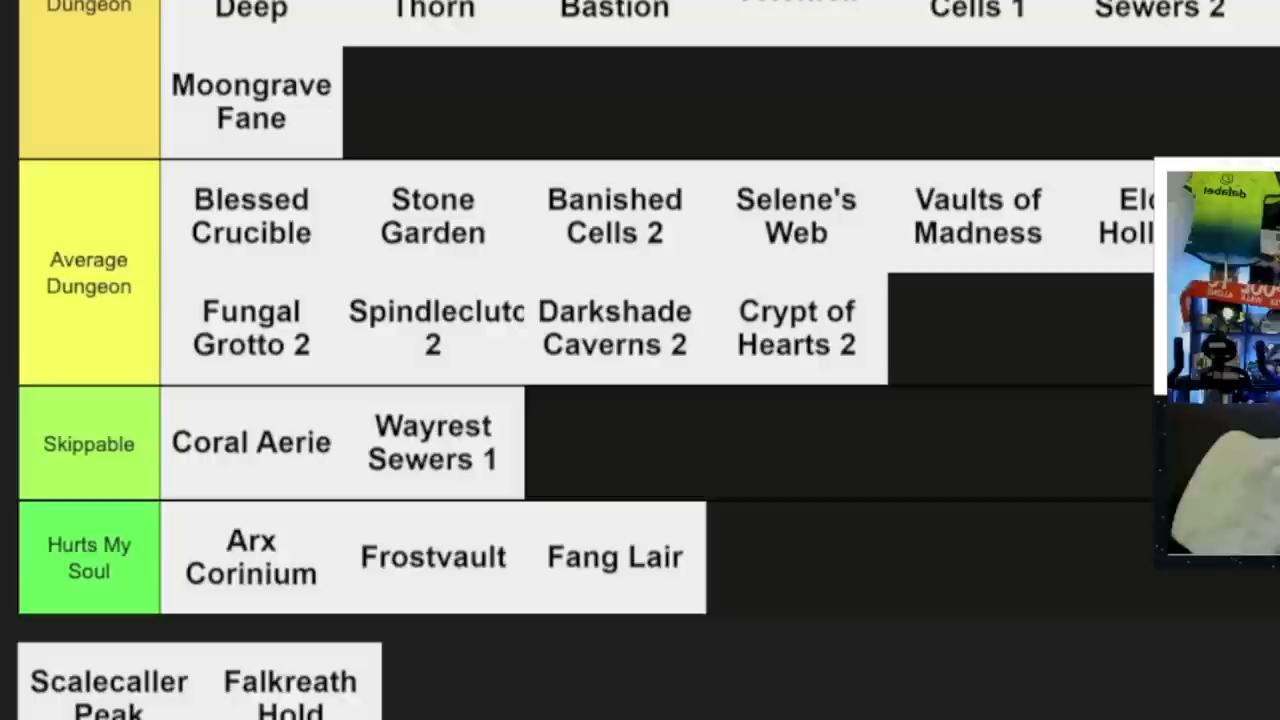 Dungeon
Deep
Thorn
Bastion
Cells 1
Sewers 2
Moongrave
Fane
Average
Dungeon
Blessed
Crucible
Stone
Garden
Banished
Cells 2
Selene's
Web
Vaults of
Madness
Fungal
Grotto 2
Spindleclutc
2
Darkshade
Caverns 2
Crypt of
Hearts 2
Skippable
Coral Aerie
Wayrest
Sewers 1
Hurts My
Soul
Arx
Corinium
Frostvault
Fang Lair
Scalecaller
Peak
Falkreath
Hold